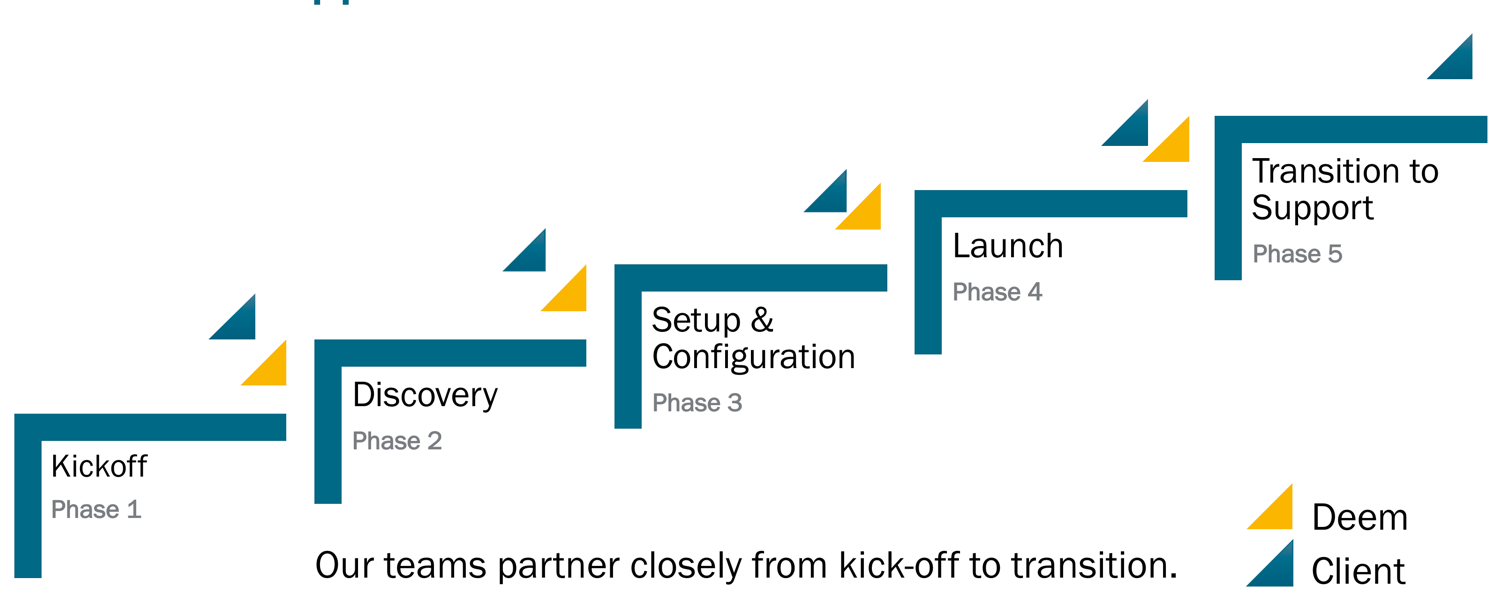 Kickoff
Phase 1
Discovery
Phase 2
Setup &
Configuration
Phase 3
Launch
Phase 4
Transition to
Support
Phase 5
Our teams partner closely from kick-off to transition.
Deem
Client